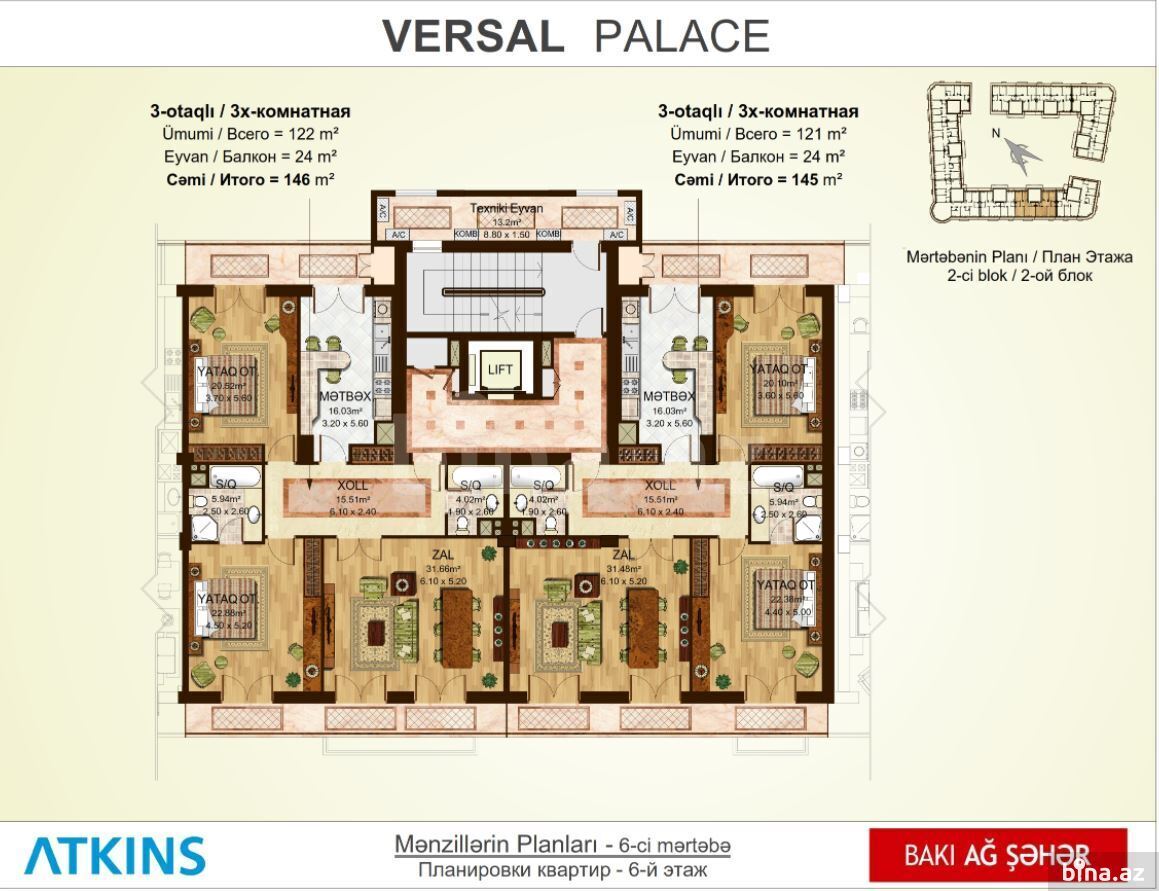 VERSAL PALACE
3-otaqlı / 3х-комнатная
Ümumi / Всего = 122 m²
Eyvan / Балкон = 24 m²
Cəmi / Итого = 146 m²
3-otaqlı / 3х-комнатная
Ümumi / Всего = 121 m²
Eyvan / Балкон = 24 m²
Cəmi / Итого = 145 m²
N
Mərtəbənin Planı / План Этажа
2-ci blok / 2-ой блок
A/C
Texniki Eyvan
13.2m²
8.80 x 1.50
A/C
A/C
KOMB
KOMB
A/C
LIFT
YATAQ OT.
20.52m²
3.70 x 5.60
MƏTBƏX
16.03m²
3.20 x 5.60
MƏTBƏX
16.03m²
3.20 x 5.60
YATAQ OT.
20.10m²
3.60 x 5.60
S/Q
5.94m²
2.50 x 2.60
XOLL
15.51m²
6.10 x 2.40
S/Q
4.02m²
1.90 x 2.60
S/Q
4.02m²
1.90 x 2.60
XOLL
15.51m²
6.10 x 2.40
S/Q
5.94m²
2.50 x 2.60
YATAQ OT.
22.88m²
4.50 x 5.20
ZAL
31.66m²
6.10 x 5.20
ZAL
31.48m²
6.10 x 5.20
YATAQ OT.
22.38m²
4.40 x 5.00
ATKINS
Mənzillərin Planları - 6-ci mərtəbə
Планировки квартир - 6-й этаж
BAKI AĞ ŞƏHƏR
bina.az